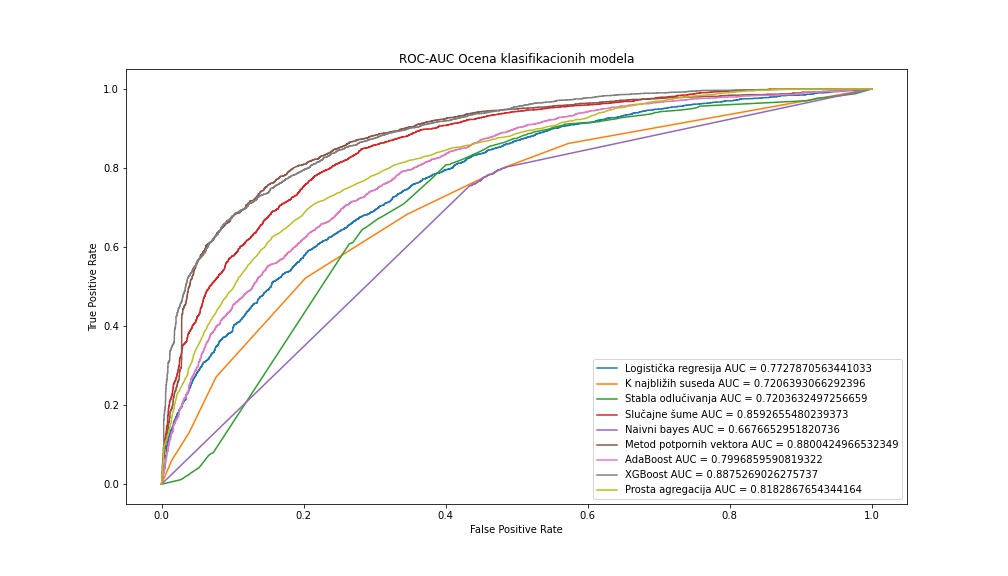 ROC-AUC Ocena klasifikacionih modela
1.0
0.8
0.6
0.4
0.2
0.0
True Positive Rate
0.0 0.2 0.4 0.6 0.8 1.0
False Positive Rate
Logistička regresija AUC = 0.7727870563441033
K najbližih suseda AUC = 0.7206393066292396
Stabla odlučivanja AUC = 0.7203632497256659
Slučajne šume AUC = 0.8592655480239373
Naivni bayes AUC = 0.6676652951820736
Metod potpornih vektora AUC = 0.8800424966532349
AdaBoost AUC = 0.7996859590819322
XGBoost AUC = 0.8875269026275737
Prosta agregacija AUC = 0.8182867654344164